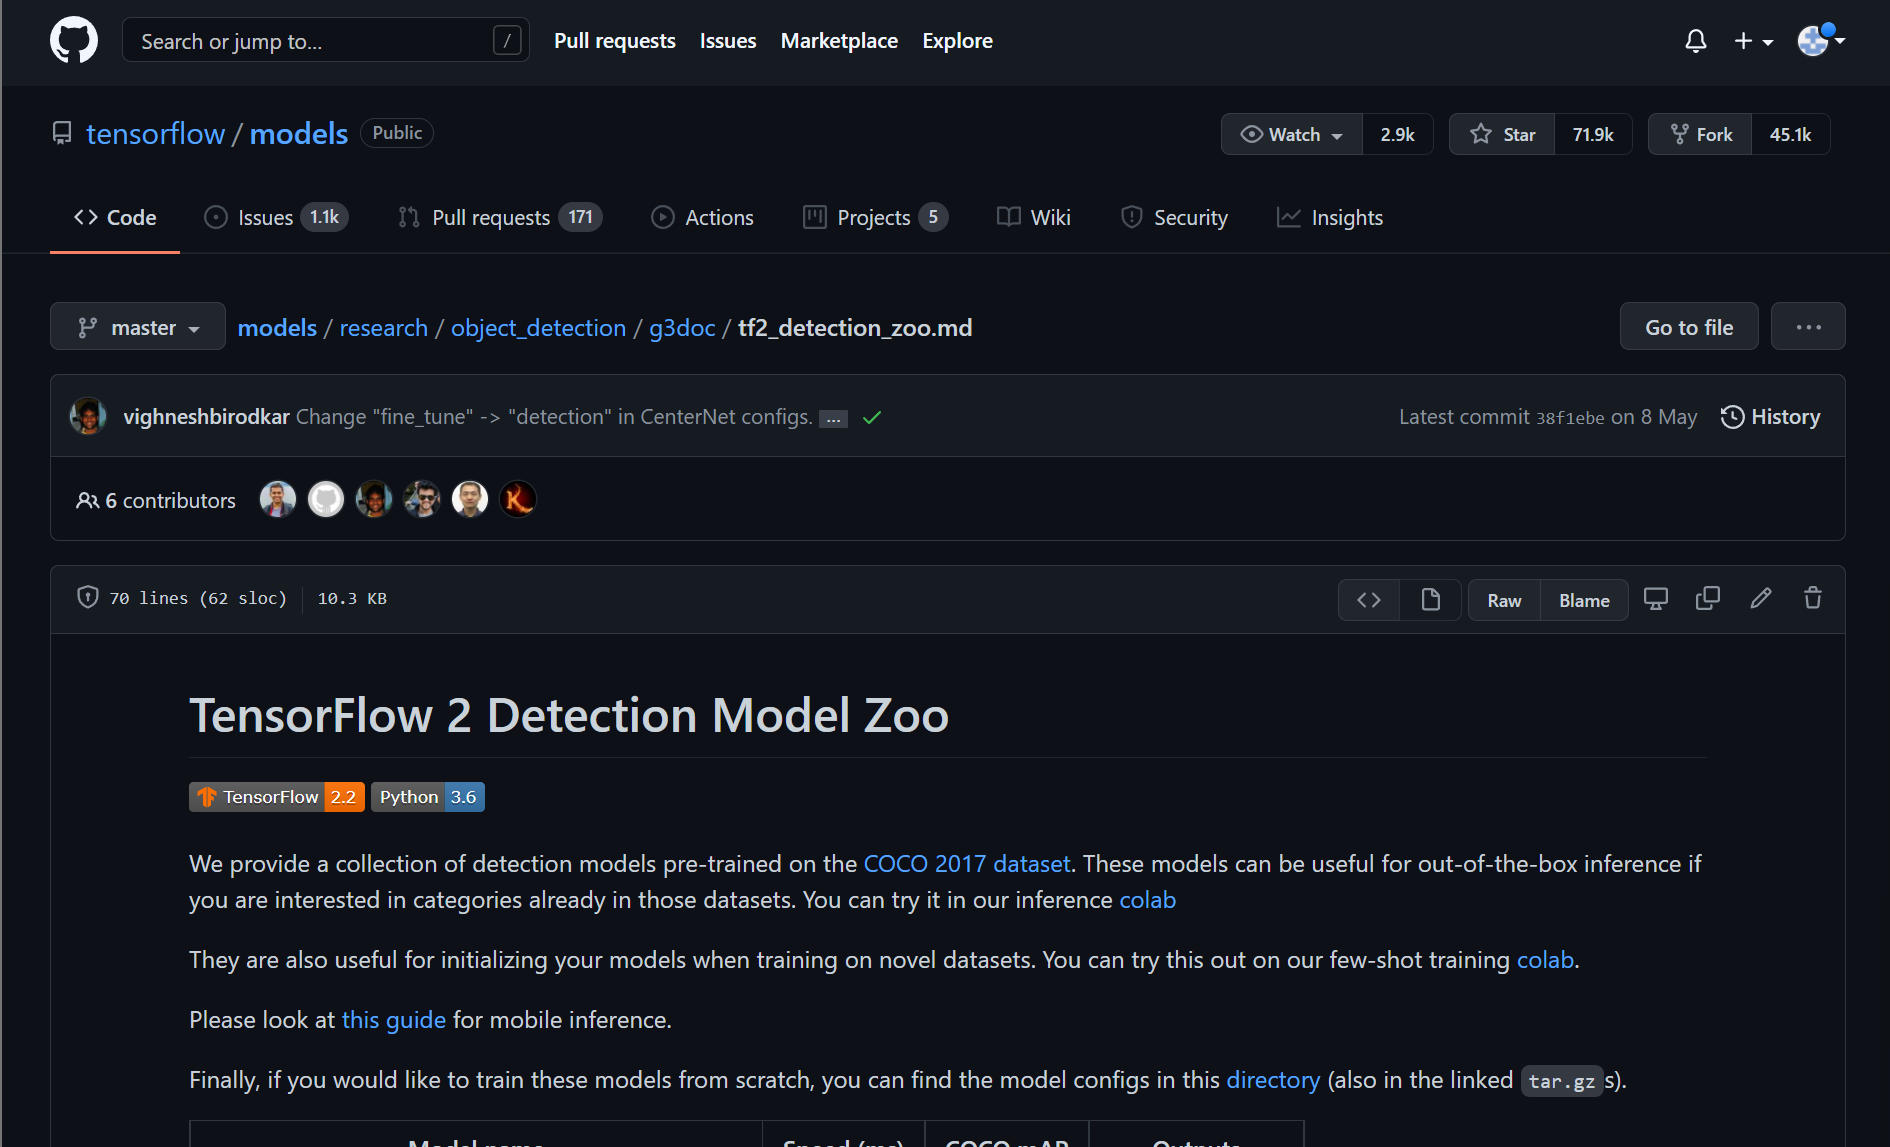 Search or jump to... / Pull requests Issues Marketplace Explore
tensorflow / models Public Watch 2.9k Star 71.9k Fork 45.1k
Code Issues 1.1k Pull requests 171 Actions Projects 5 Wiki Security Insights
master models / research / object_detection / g3doc / tf2_detection_zoo.md Go to file ...
vighneshbirodkar Change "fine_tune" -> "detection" in CenterNet configs. ... Latest commit 38f1ebe on 8 May History
6 contributors K
70 lines (62 sloc) 10.3 KB <> Raw Blame
TensorFlow 2 Detection Model Zoo
TensorFlow 2.2 Python 3.6
We provide a collection of detection models pre-trained on the COCO 2017 dataset. These models can be useful for out-of-the-box inference if
you are interested in categories already in those datasets. You can try it in our inference colab
They are also useful for initializing your models when training on novel datasets. You can try this out on our few-shot training colab.
Please look at this guide for mobile inference.
Finally, if you would like to train these models from scratch, you can find the model configs in this directory (also in the linked tar.gz s).
Model name Speed (ms) COCO mAP Outputs